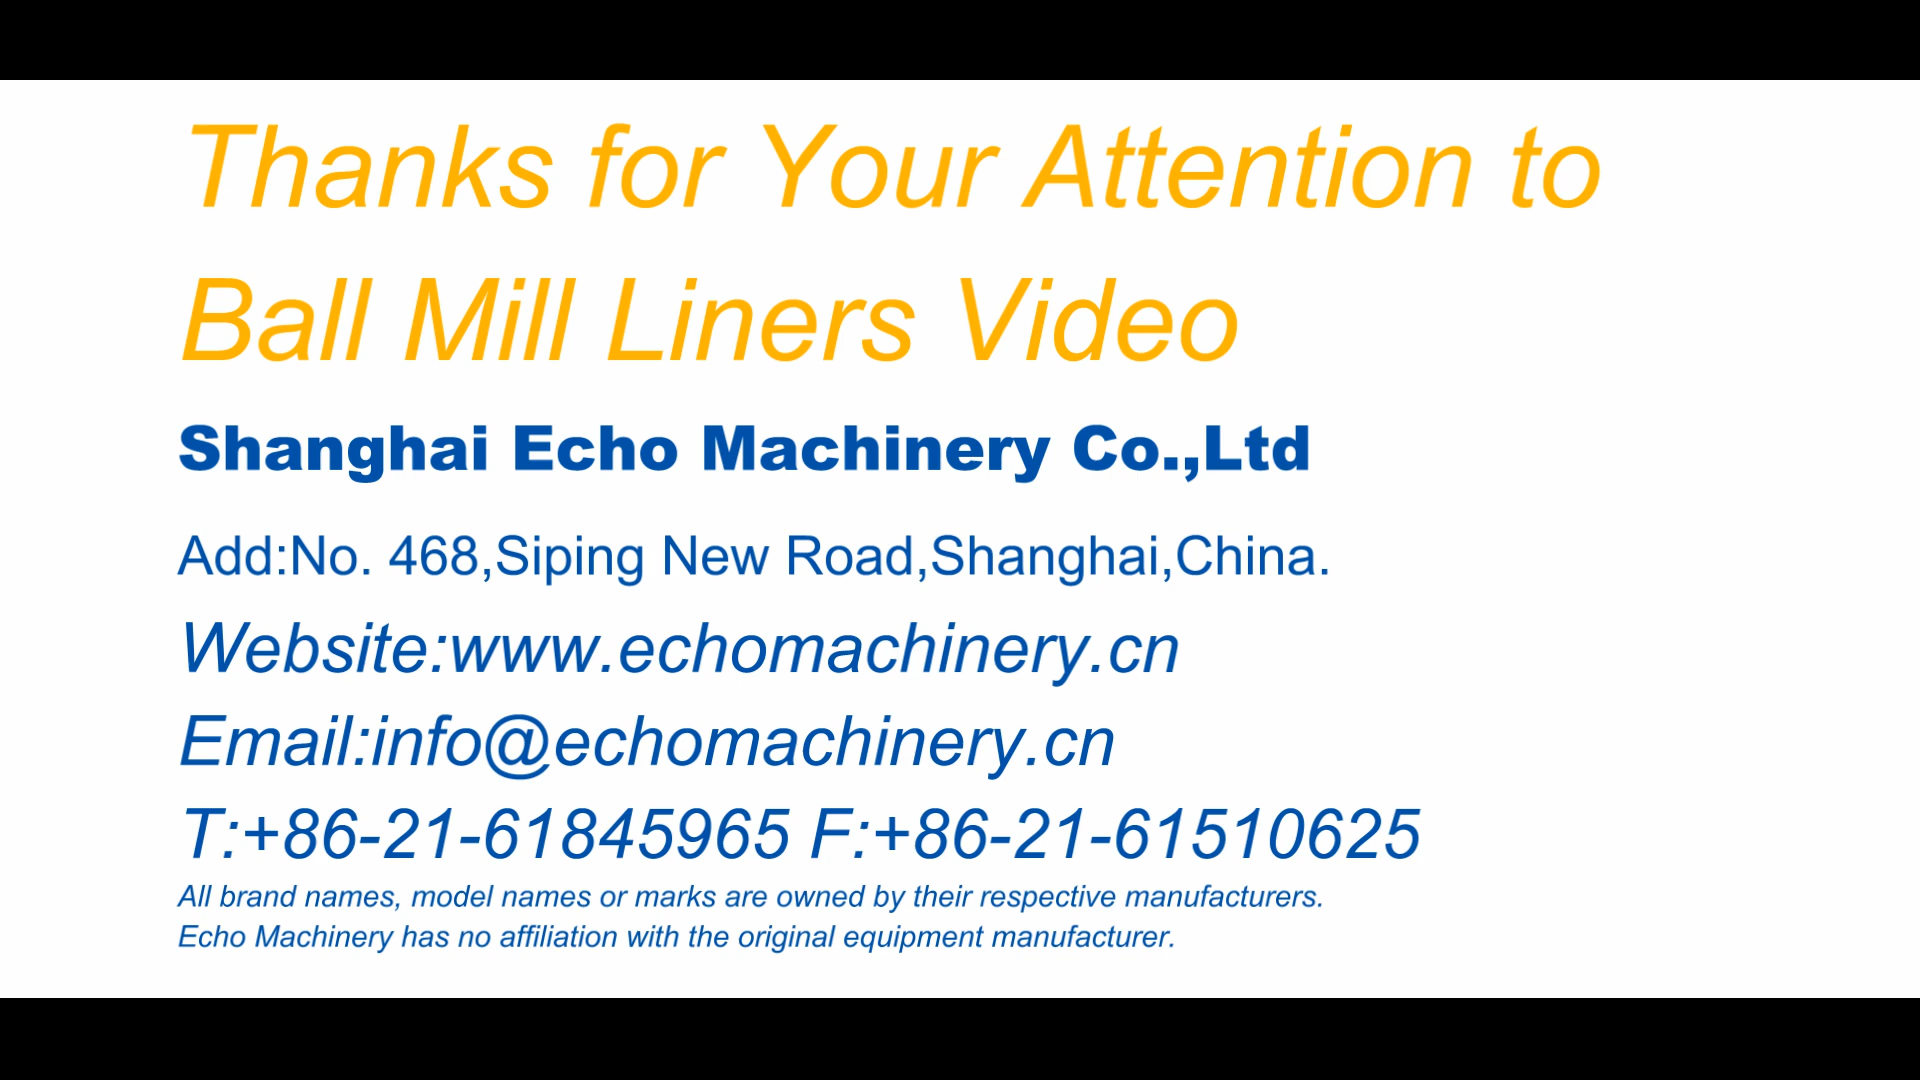 Thanks for Your Attention to
Ball Mill Liners Video
Shanghai Echo Machinery Co.,Ltd
Add:No. 468,Siping New Road,Shanghai,China.
Website:www.echomachinery.cn
Email:info@echomachinery.cn
T:+86-21-61845965 F:+86-21-61510625
All brand names, model names or marks are owned by their respective manufacturers.
Echo Machinery has no affiliation with the original equipment manufacturer.